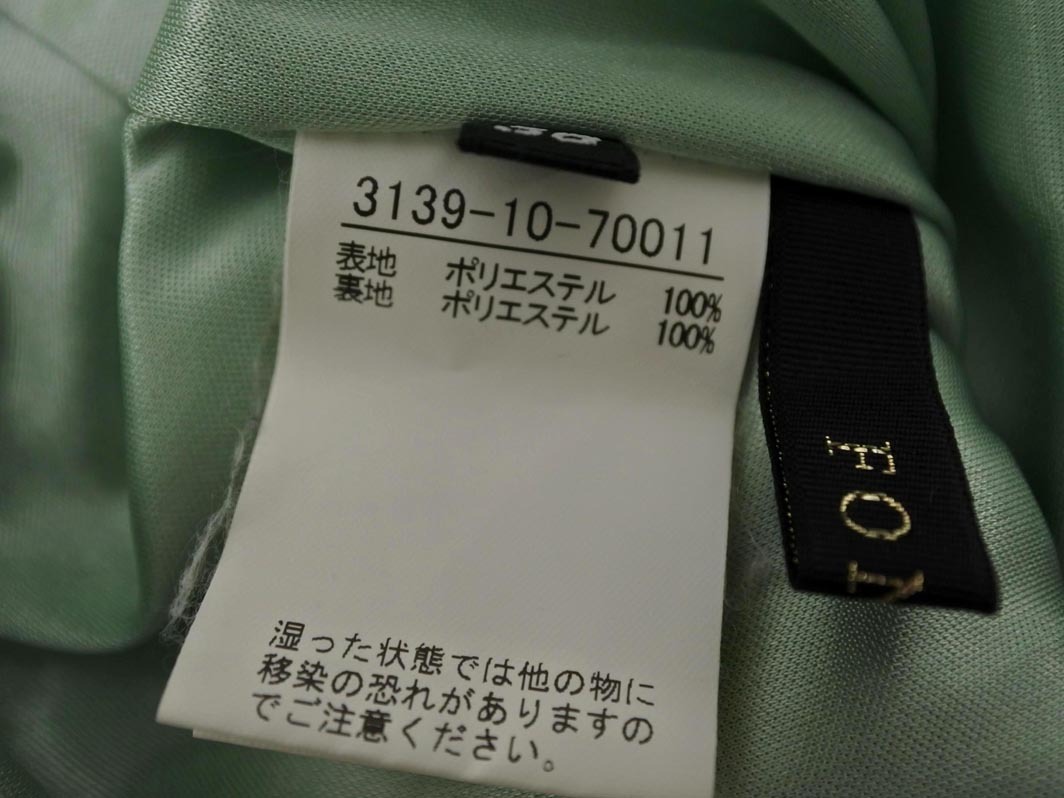 3139-10-70011
表地 ポリエステル 100%
裏地 ポリエステル 100%
湿った状態では他の物に
移染の恐れがありますの
でご注意ください。
FO